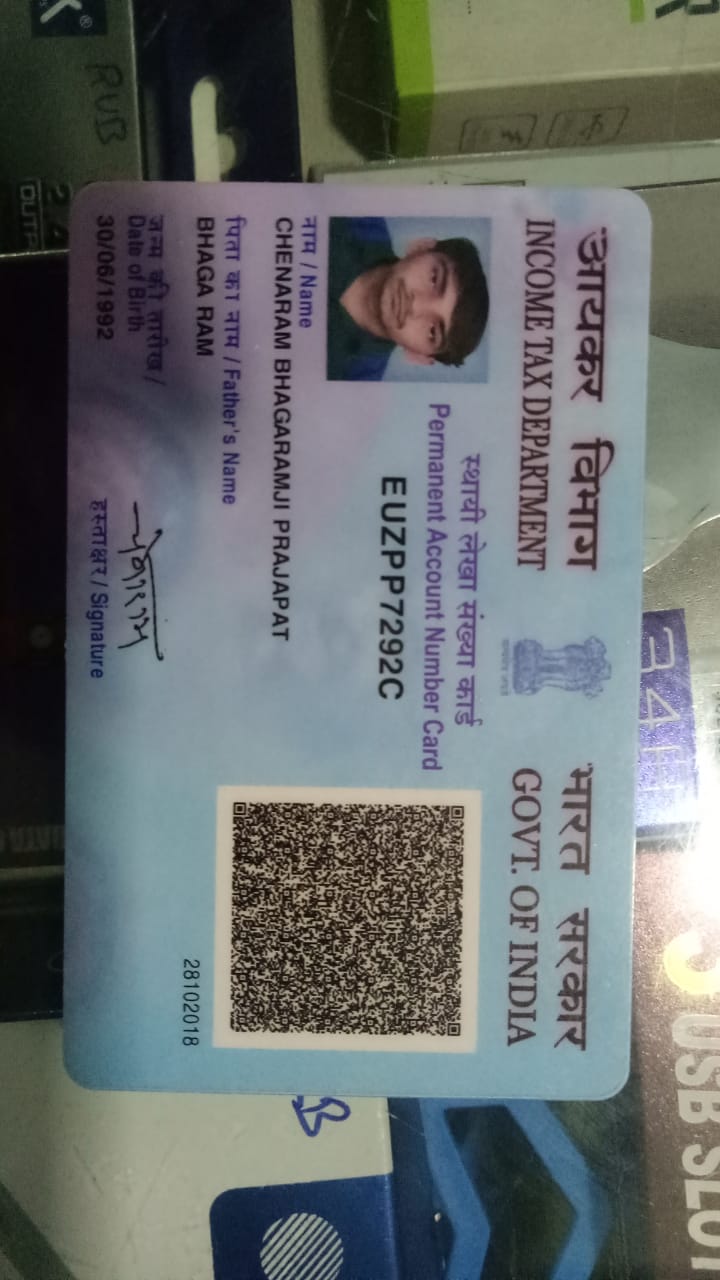 आयकर विभाग
INCOME TAX DEPARTMENT
भारत सरकार
GOVT. OF INDIA
स्थायी लेखा संख्या कार्ड
Permanent Account Number Card
EUZPP7292C
नाम / Name
CHENARAM BHAGARAMJI PRAJAPAT
पिता का नाम / Father's Name
BHAGA RAM
जन्म की तारीख /
Date of Birth
30/06/1992
हस्ताक्षर / Signature
28102018
RUB
USB SLOT